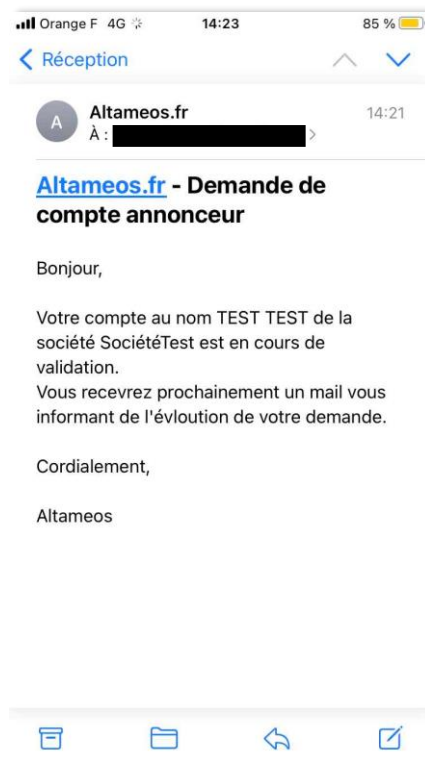 Orange F 4G 14:23 85 %
Réception
A Altameos.fr 14:21
À :
Altameos.fr - Demande de
compte annonceur
Bonjour,
Votre compte au nom TEST TEST de la
société SociétéTest est en cours de
validation.
Vous recevrez prochainement un mail vous
informant de l'évloution de votre demande.
Cordialement,
Altameos